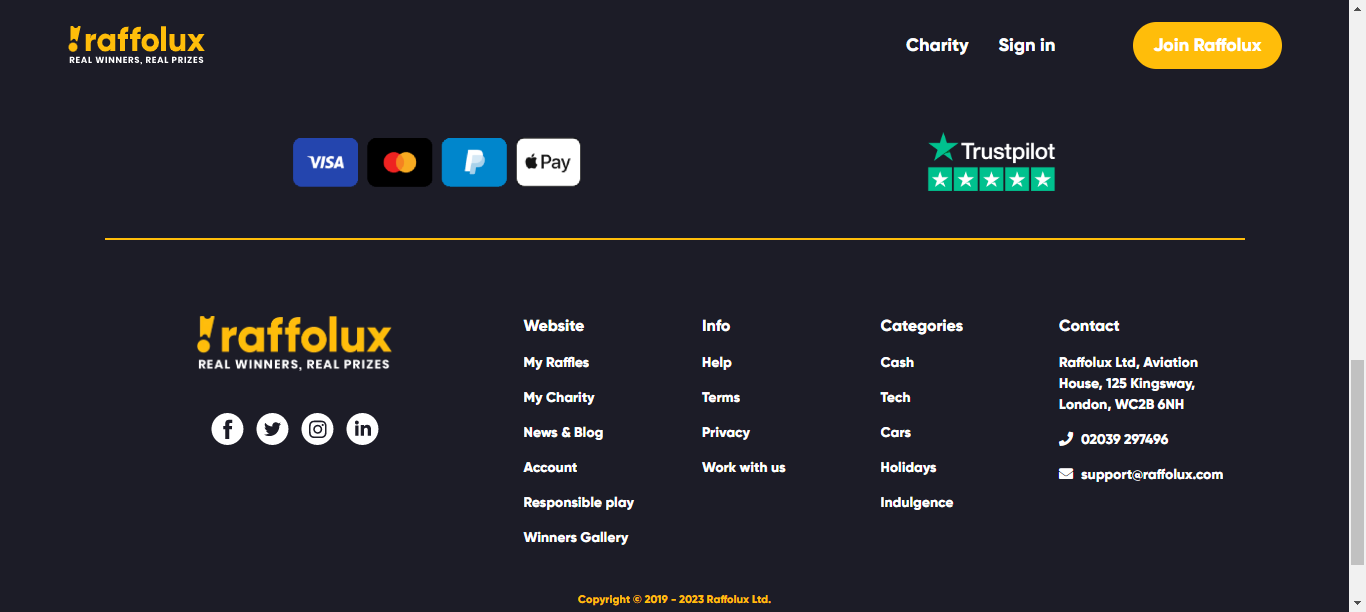 raffolux
REAL WINNERS, REAL PRIZES
Charity
Sign in
Join Raffolux
VISA
Pay
Trustpilot
raffolux
REAL WINNERS, REAL PRIZES
Website
My Raffles
My Charity
News & Blog
Account
Responsible play
Winners Gallery
Info
Help
Terms
Privacy
Work with us
Categories
Cash
Tech
Cars
Holidays
Indulgence
Contact
Raffolux Ltd, Aviation
House, 125 Kingsway,
London, WC2B 6NH
02039 297496
support@raffolux.com
Copyright © 2019 - 2023 Raffolux Ltd.